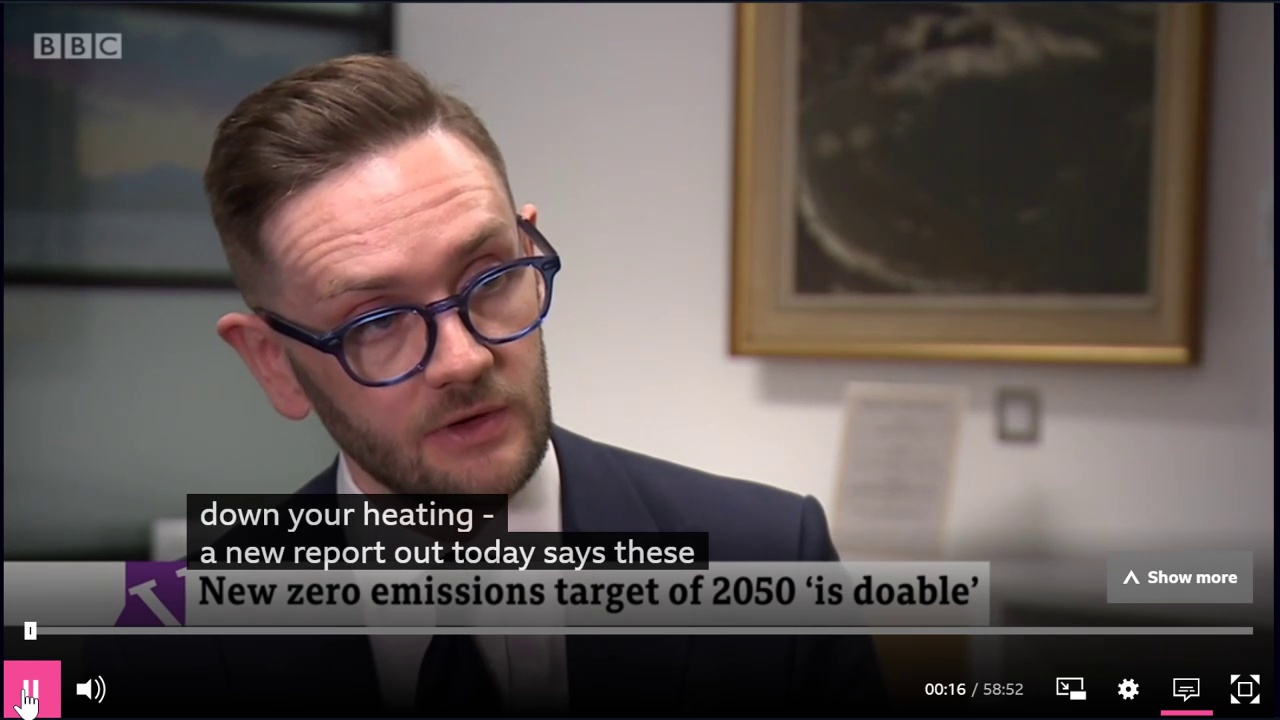 BBC
down your heating -
a new report out today says these
New zero emissions target of 2050 ‘is doable’
Show more
00:16 / 58:52